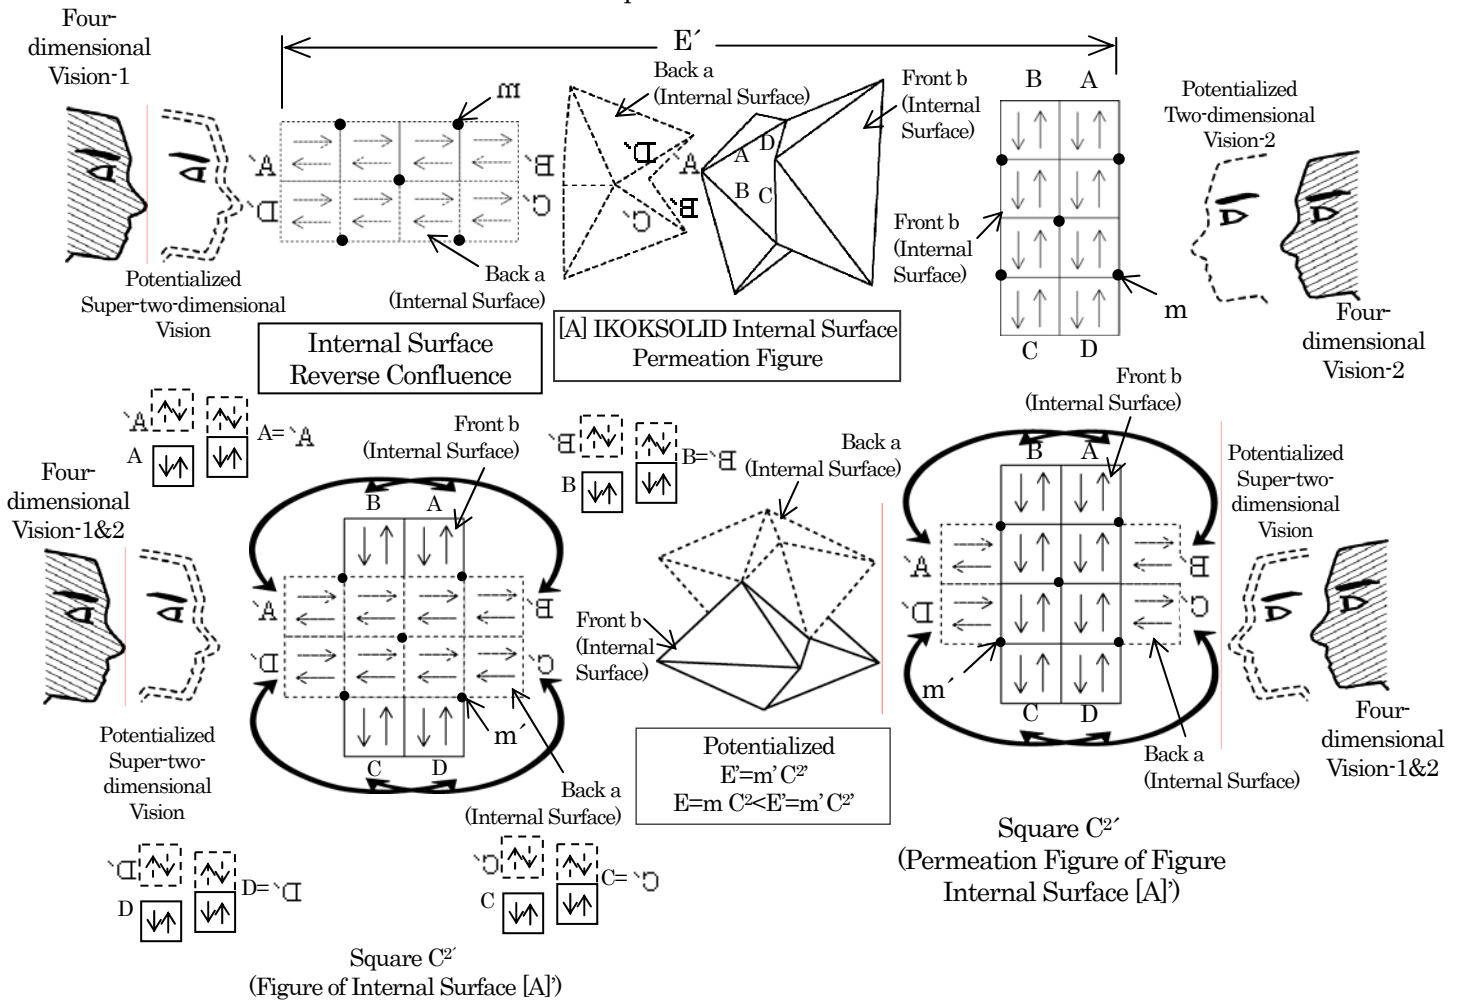 Four-
dimensional
Vision-1
E´
Back a
(Internal Surface)
Front b
(Internal
Surface)
B A
Potentialized
Two-dimensional
Vision-2
m
´A
´D
´B
´C
Back a
(Internal Surface)
Potentialized
Super-two-dimensional
Vision
´D
´A
´C
´B
A D
B C
Front b
(Internal
Surface)
m
C D
Four-
dimensional
Vision-2
Internal Surface
Reverse Confluence
[A] IKOKSOLID Internal Surface
Permeation Figure
´A
A
A= ´A
Front b
(Internal Surface)
´B
B
B= ´B
Back a
(Internal Surface)
Front b
(Internal Surface)
Four-
dimensional
Vision-1&2
B A
´A
´D
´B
´C
C D
m´
Back a
(Internal Surface)
Potentialized
Super-two-
dimensional
Vision
Front b
(Internal
Surface)
Potentialized
E'=m' C²'
E=m C²<E'=m' C²'
B A
´A
´D
´B
´C
m´
C D
Potentialized
Super-two-
dimensional
Vision
Back a
(Internal Surface)
Four-
dimensional
Vision-1&2
´D
D
D= ´D
´C
C
C= ´C
Square C²´
(Permeation Figure of Figure
Internal Surface [A]')
Square C²´
(Figure of Internal Surface [A]')